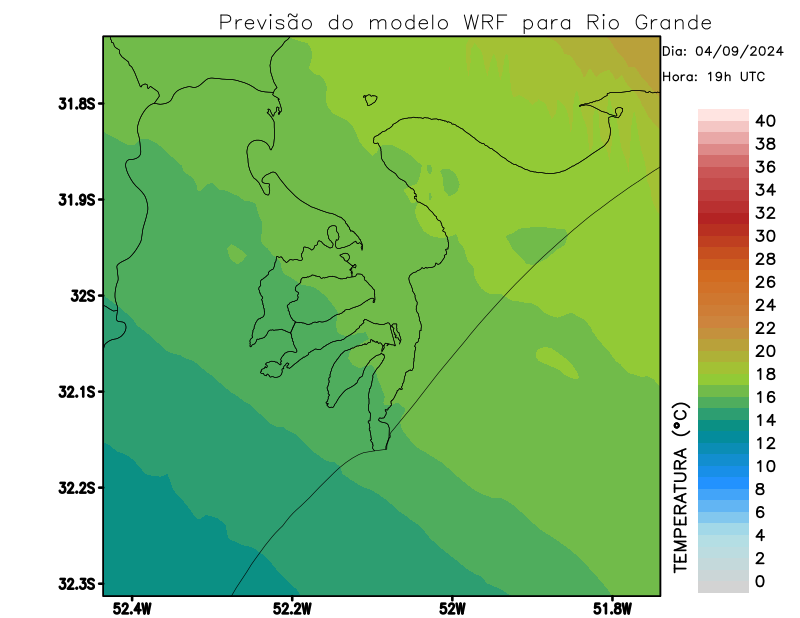 Previsão do modelo WRF para Rio Grande
Dia: 04/09/2024
Hora: 19h UTC
31.8S
31.9S
32S
32.1S
32.2S
32.3S
52.4W 52.2W 52W 51.8W
TEMPERATURA (°C)
40
38
36
34
32
30
28
26
24
22
20
18
16
14
12
10
8
6
4
2
0